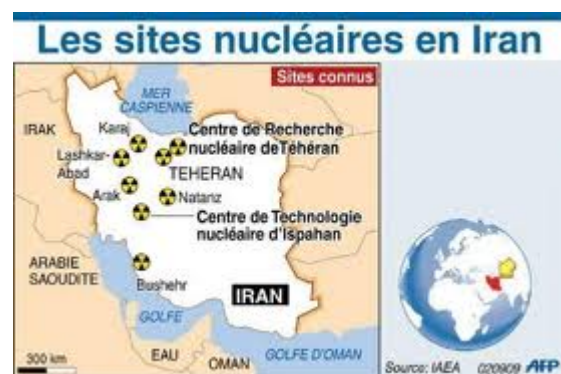 Les sites nucléaires en Iran
Sites connus
MER
CASPIENNE
IRAK
Karaj
Centre de Recherche
nucléaire deTéhéran
Lashkar-
Abad
TEHERAN
Arak
Natanz
Centre de Technologie
nucléaire d'Ispahan
ARABIE
SAOUDITE
Bushehr
IRAN
GOLFE
300 km
EAU
OMAN
GOLFE D'OMAN
Source: IAEA 020909 AFP